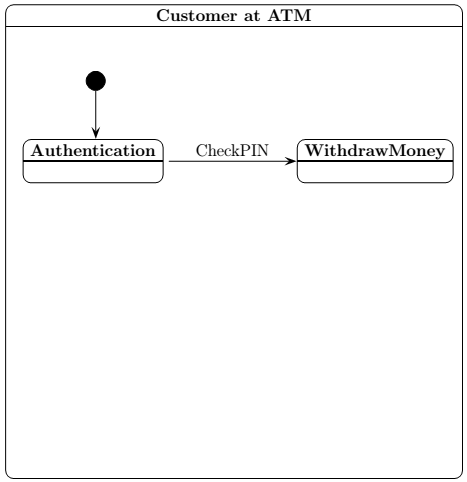 Customer at ATM
CheckPIN
Authentication
WithdrawMoney